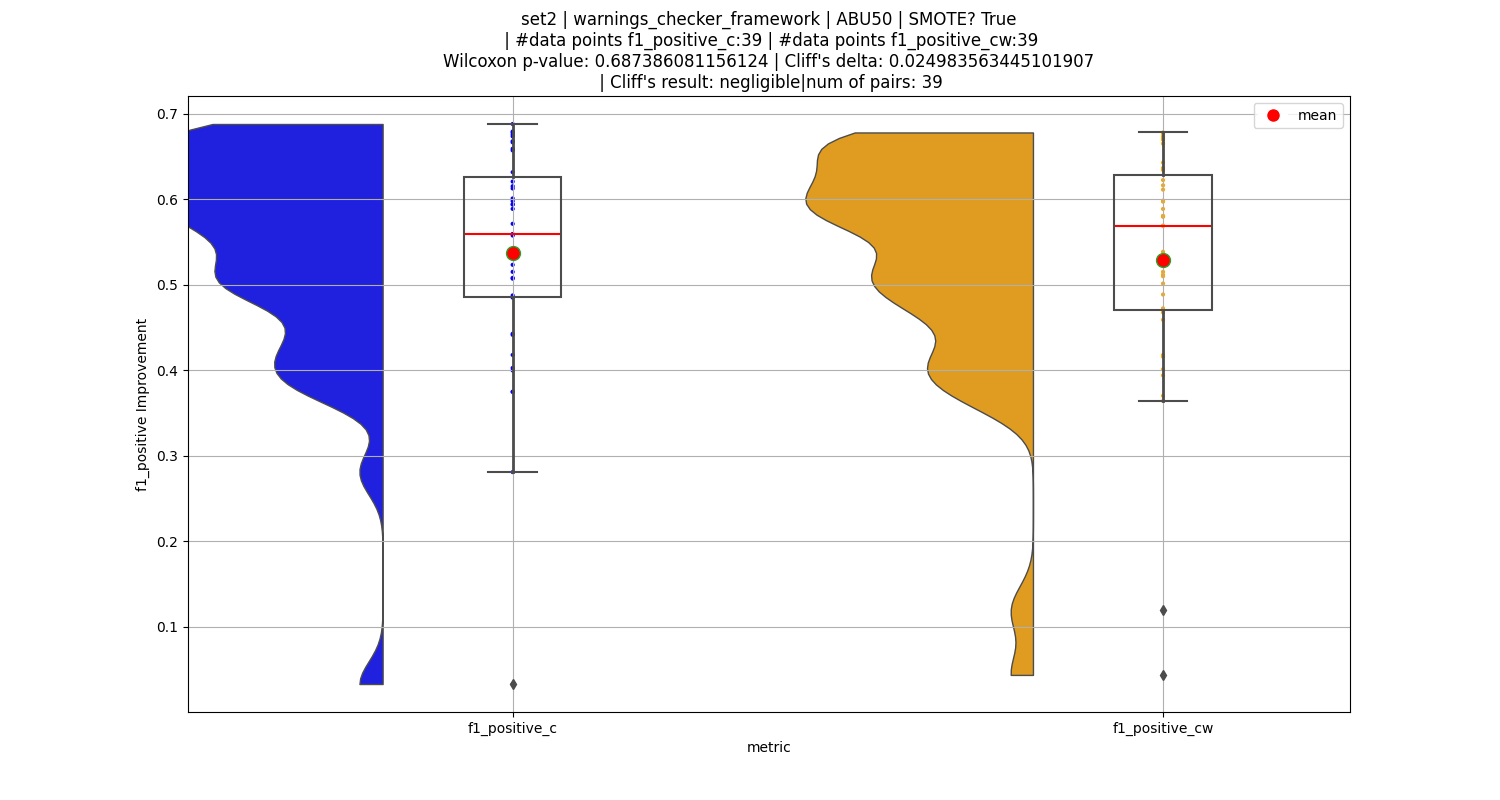 set2 | warnings_checker_framework | ABU50 | SMOTE? True
| #data points f1_positive_c:39 | #data points f1_positive_cw:39
Wilcoxon p-value: 0.687386081156124 | Cliff's delta: 0.024983563445101907
| Cliff's result: negligible|num of pairs: 39
mean
0.7
0.6
0.5
0.4
0.3
0.2
0.1
f1_positive Improvement
f1_positive_c
f1_positive_cw
metric